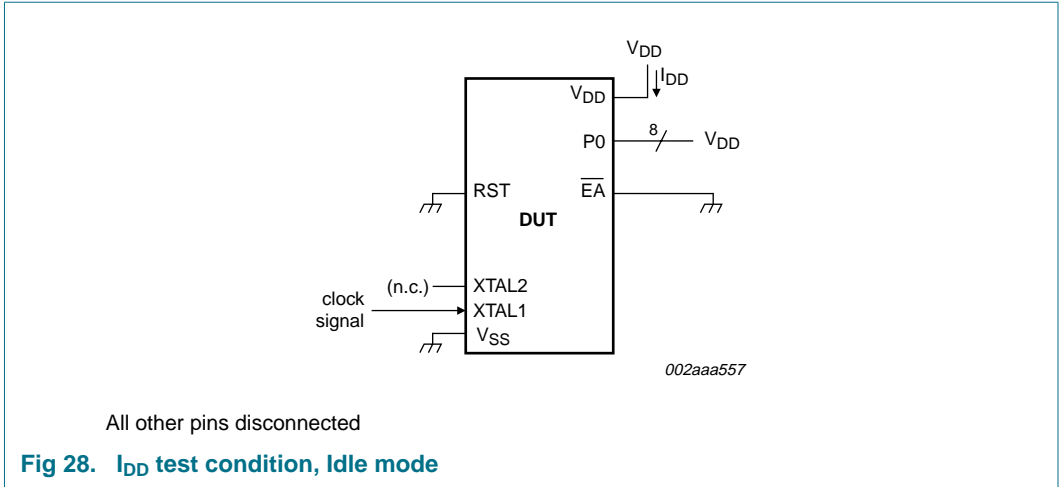 VDD
IDD
VDD
8
P0
VDD
RST
EA
DUT
(n.c.)
XTAL2
clock
signal
XTAL1
VSS
002aaa557
All other pins disconnected
Fig 28. IDD test condition, Idle mode